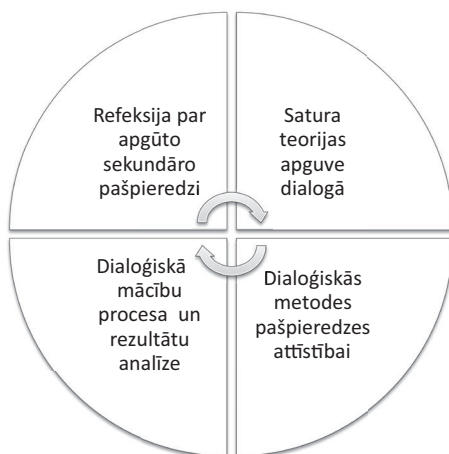 Refeksija par
apgūto
sekundāro
pašpieredzi
Satura
teorijas
apguve
dialogā
Dialoģiskā
mācību
procesa un
rezultātu
analīze
Dialoģiskās
metodes
pašpieredzes
attīstībai